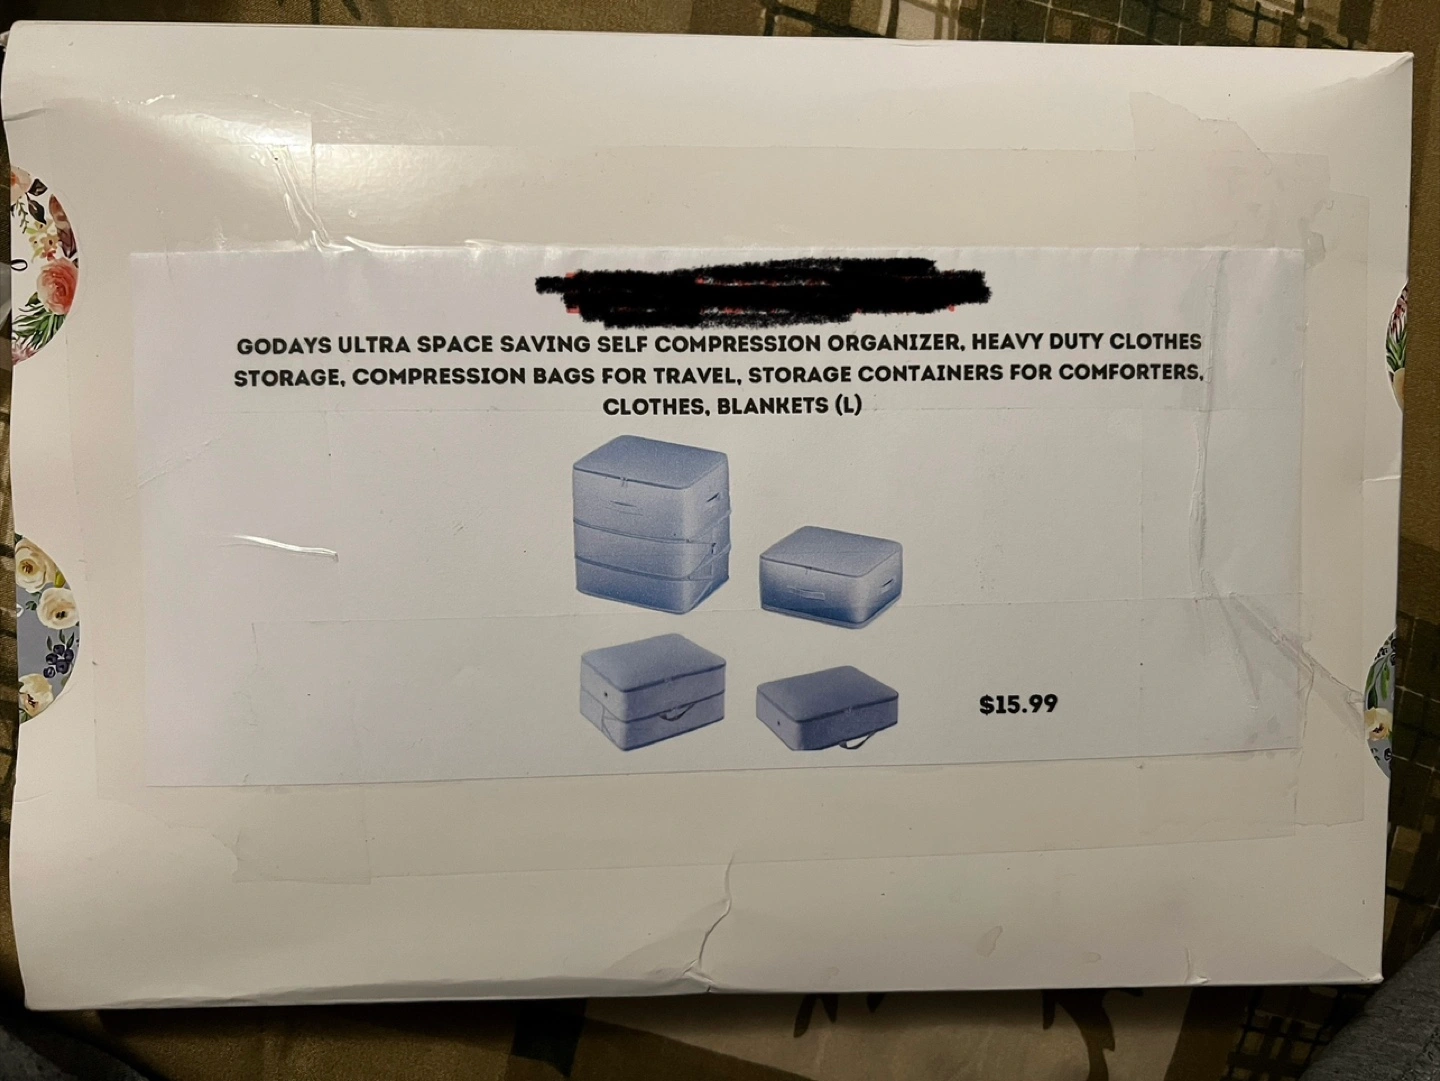 GODAYS ULTRA SPACE SAVING SELF COMPRESSION ORGANIZER, HEAVY DUTY CLOTHES
STORAGE, COMPRESSION BAGS FOR TRAVEL, STORAGE CONTAINERS FOR COMFORTERS,
CLOTHES, BLANKETS (L)
$15.99